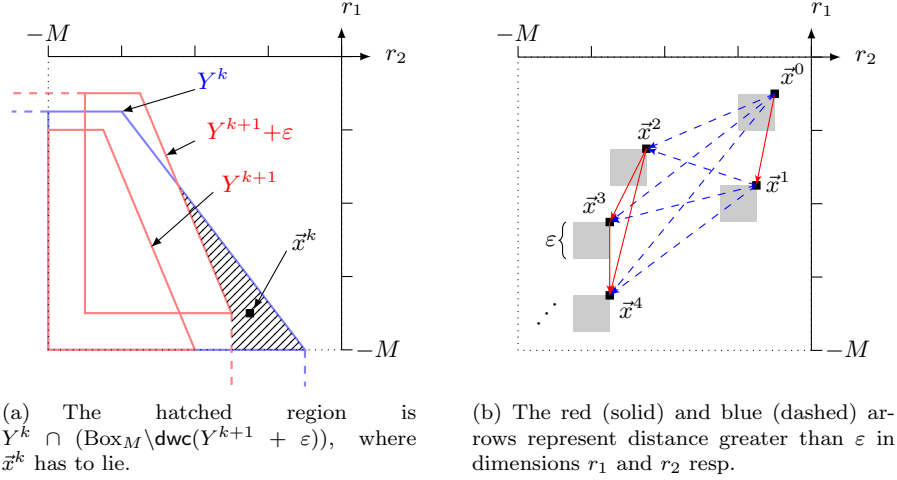 r₁
−M
r₂
Y^k
Y^{k+1}+ε
Y^{k+1}
x⃗^k
−M
(a) The hatched region is
Y^k ∩ (Box_M\dwc(Y^{k+1} + ε)), where
x⃗^k has to lie.
r₁
−M
r₂
x⃗^0
x⃗^2
x⃗^1
x⃗^3
ε{
x⃗^4
⋰
−M
(b) The red (solid) and blue (dashed) ar-
rows represent distance greater than ε in
dimensions r₁ and r₂ resp.